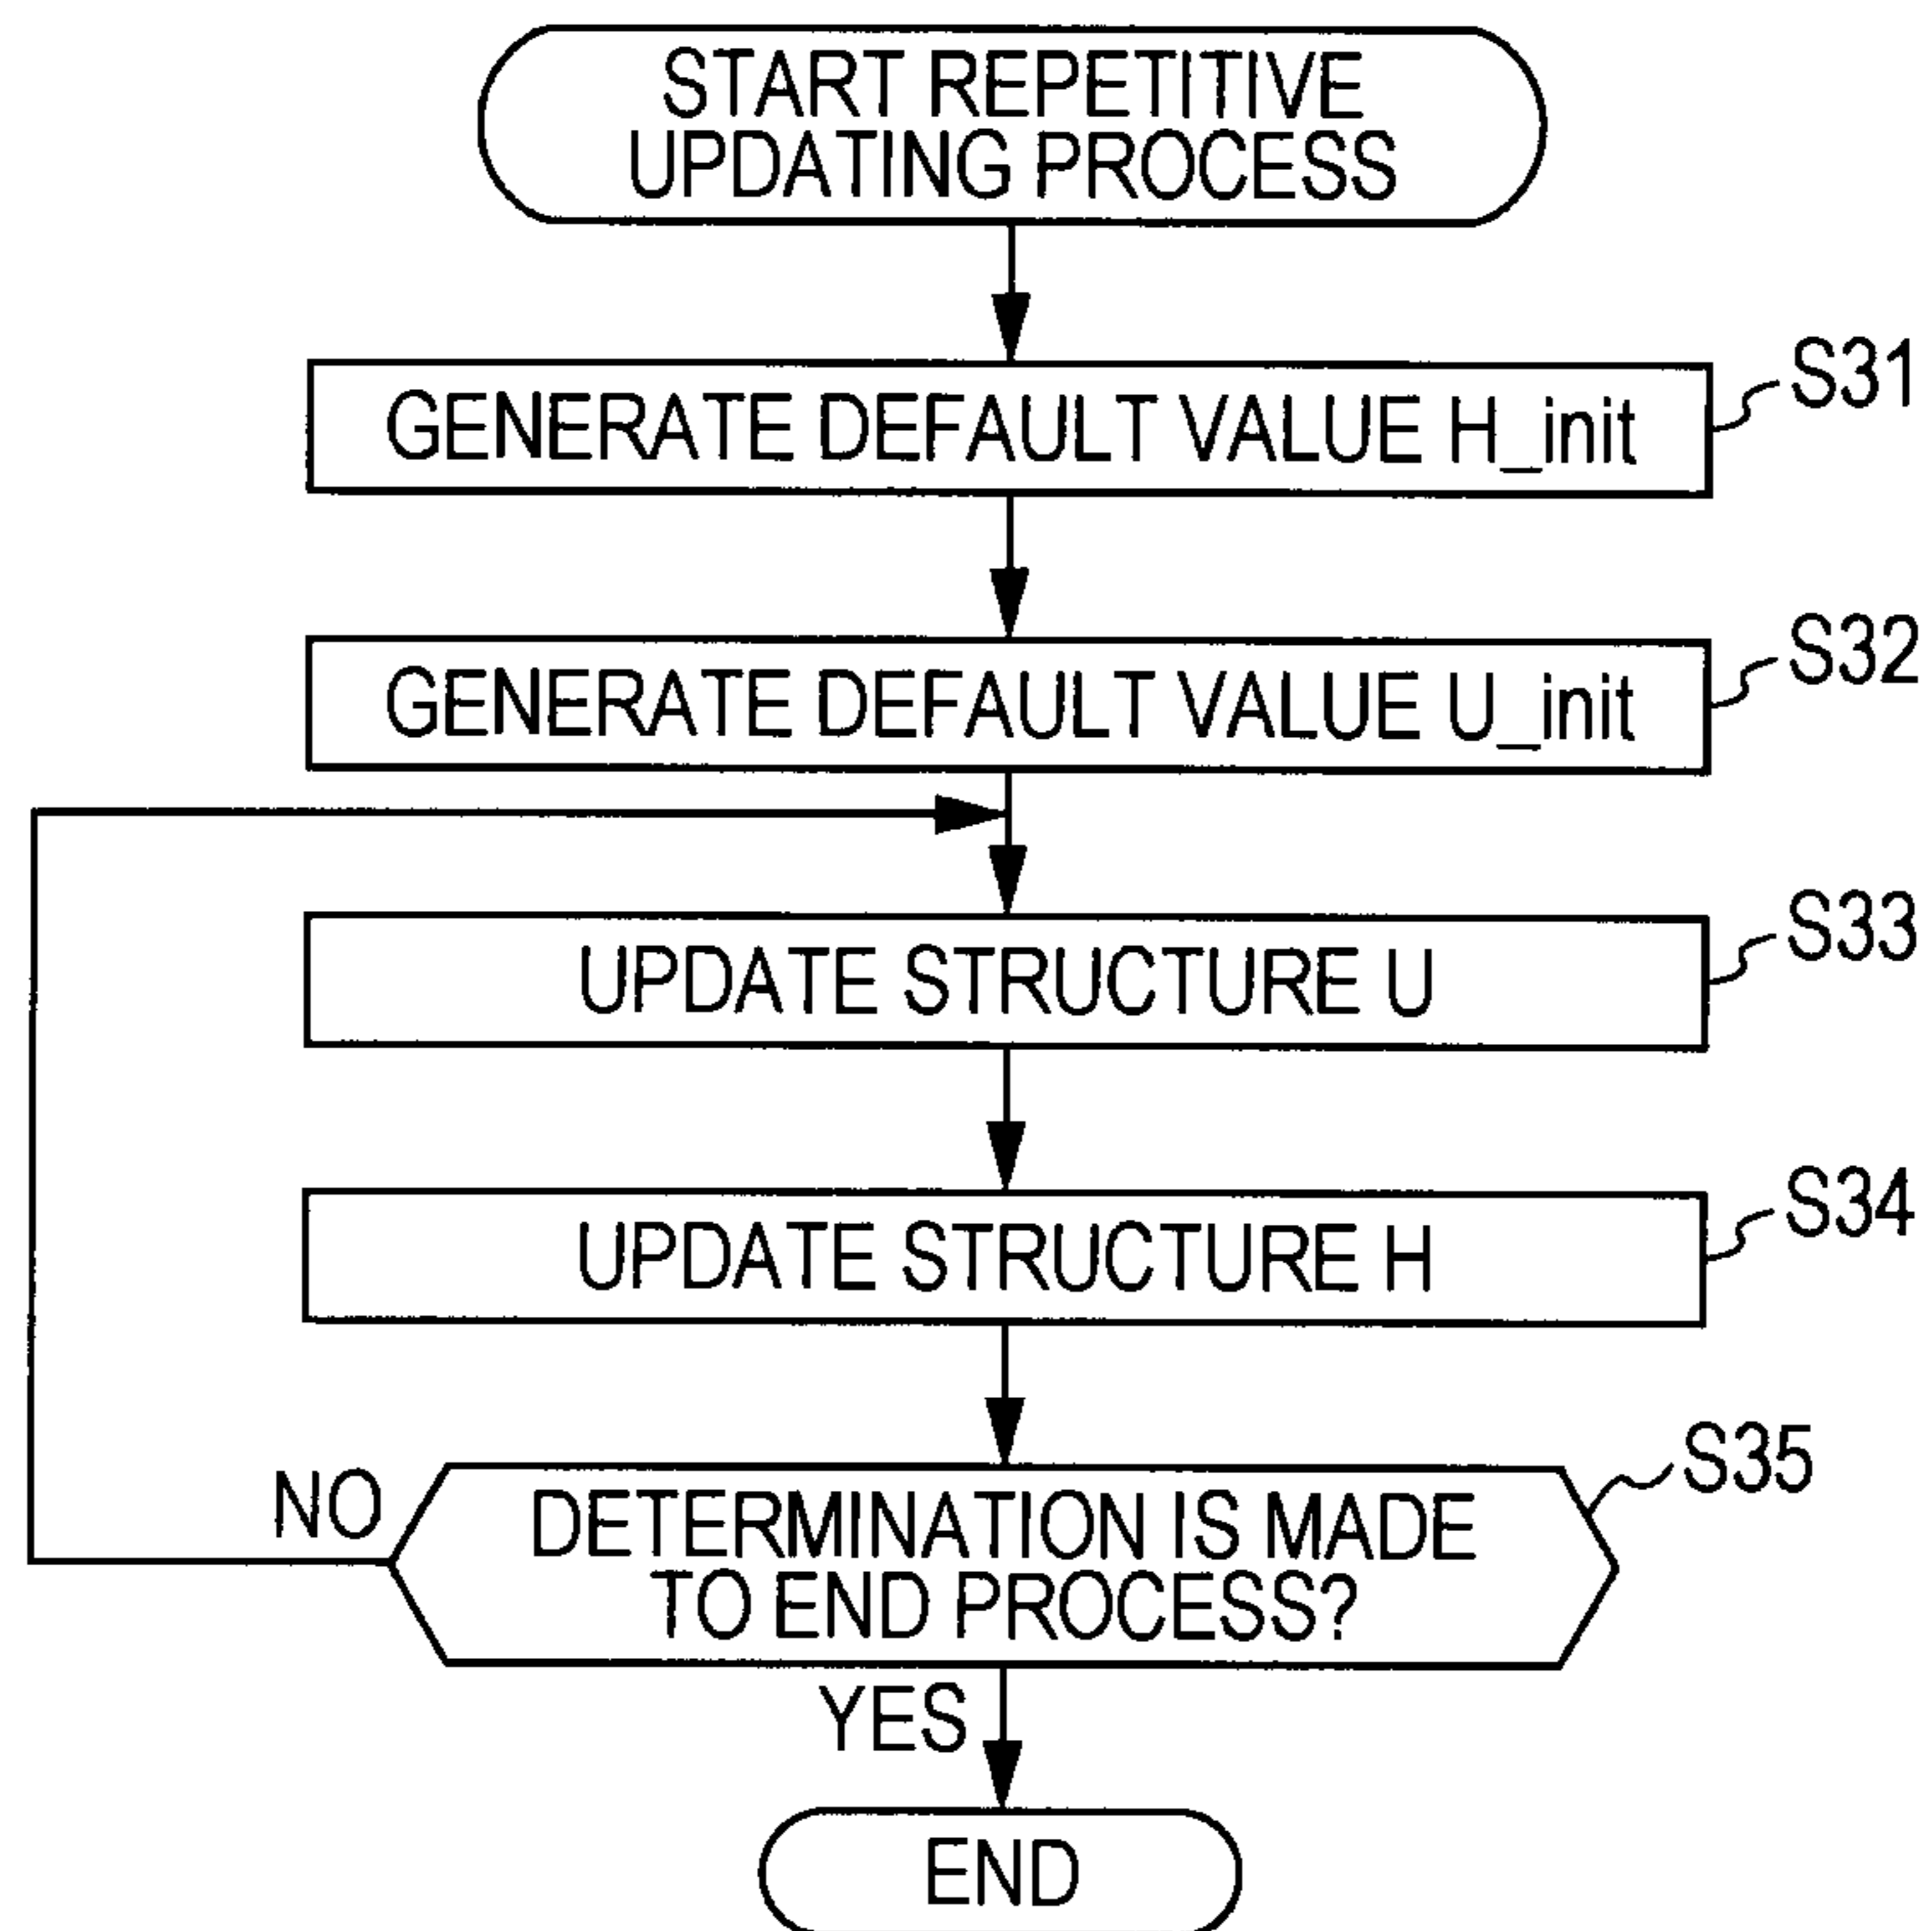 START REPETITIVE
UPDATING PROCESS
S31
GENERATE DEFAULT VALUE H_init
S32
GENERATE DEFAULT VALUE U_init
S33
UPDATE STRUCTURE U
S34
UPDATE STRUCTURE H
S35
NO
DETERMINATION IS MADE
TO END PROCESS?
YES
END